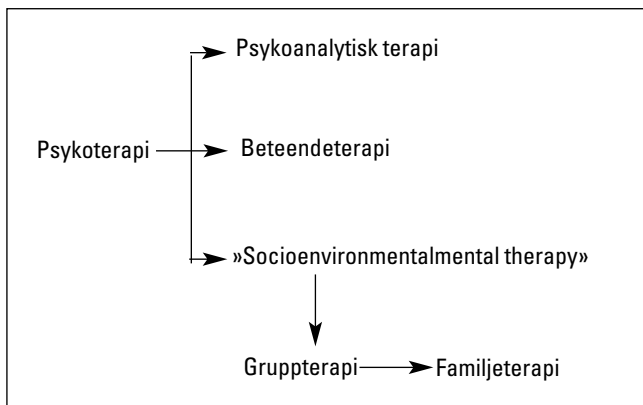 Psykoanalytisk terapi
Psykoterapi
Beteendeterapi
»Socioenvironmentalmental therapy»
Gruppterapi
Familjeterapi